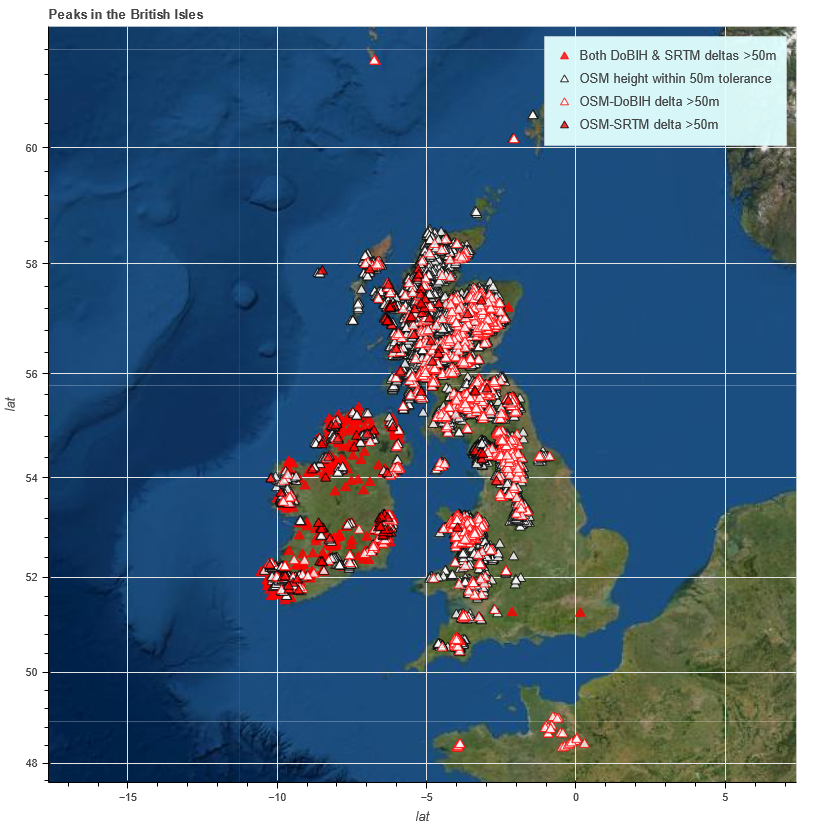 Peaks in the British Isles
Both DoBIH & SRTM deltas >50m
OSM height within 50m tolerance
OSM-DoBIH delta >50m
OSM-SRTM delta >50m
60
58
56
54
52
50
48
lat
−15
−10
−5
0
5
lat